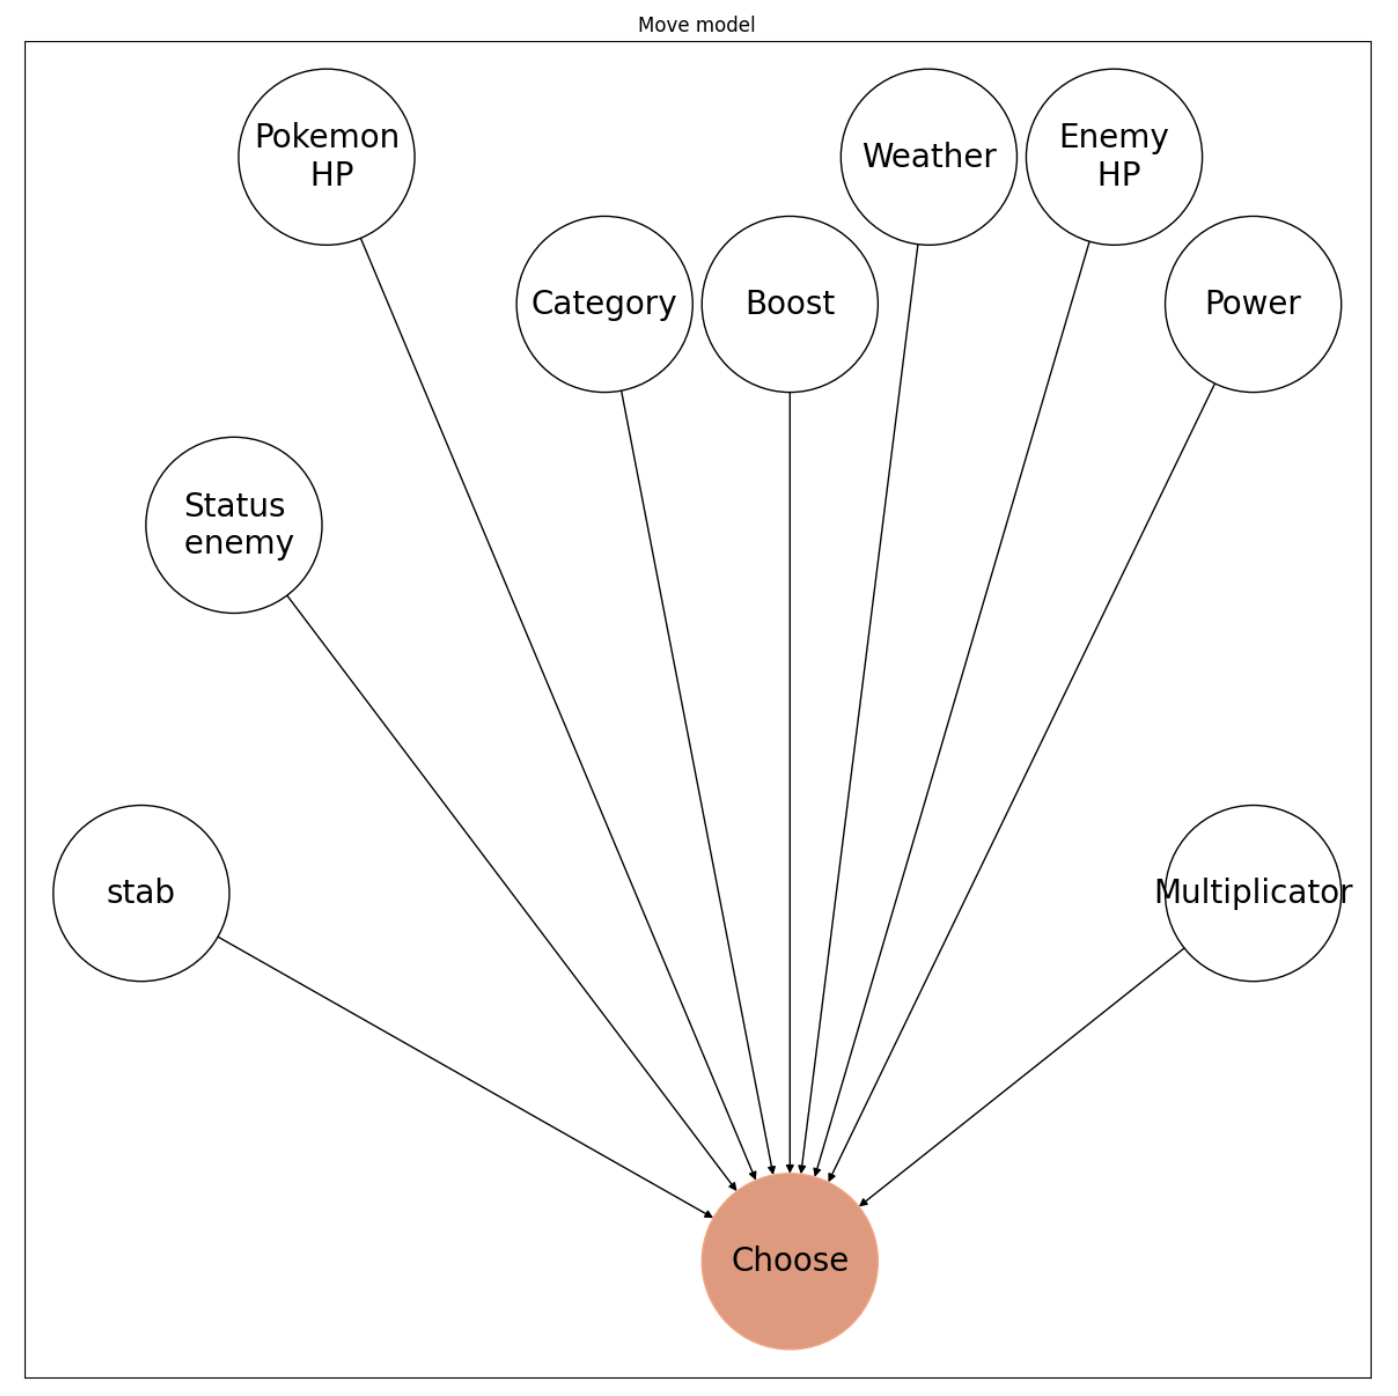 Move model
Pokemon
HP
Weather
Enemy
HP
Category
Boost
Power
Status
enemy
stab
Multiplicator
Choose